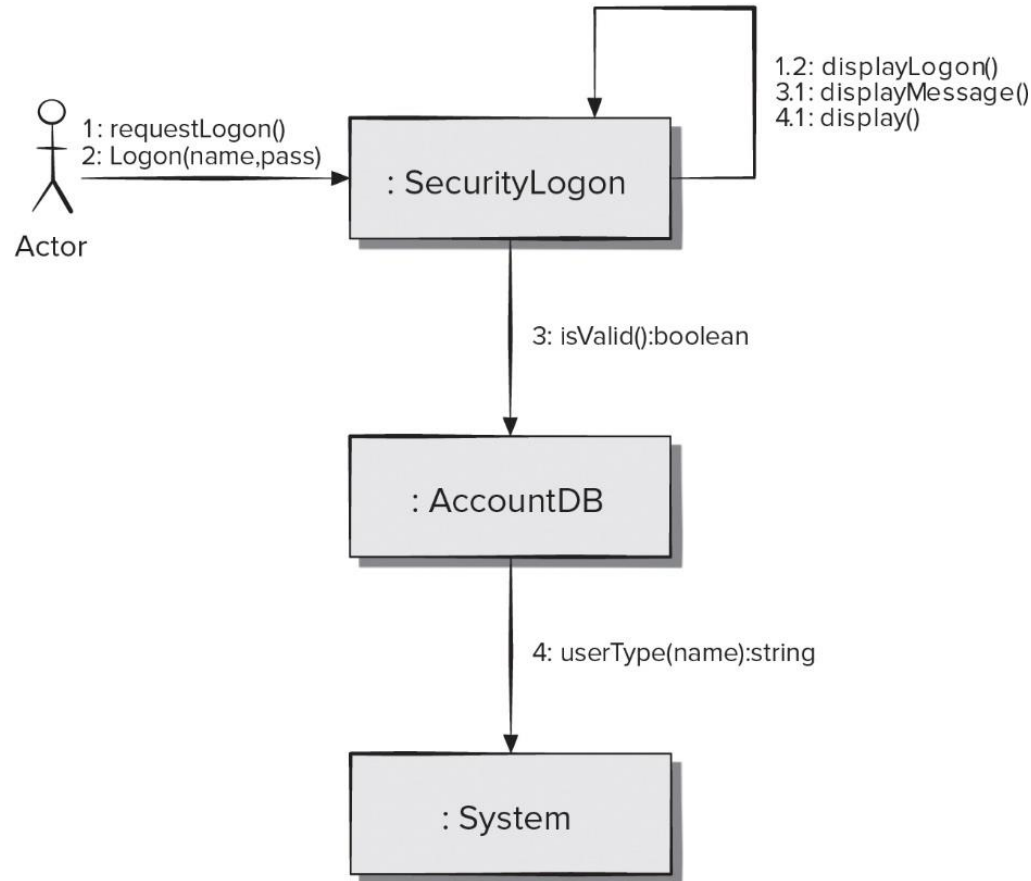 1: requestLogon()
2: Logon(name,pass)
Actor
: SecurityLogon
1.2: displayLogon()
3.1: displayMessage()
4.1: display()
3: isValid():boolean
: AccountDB
4: userType(name):string
: System